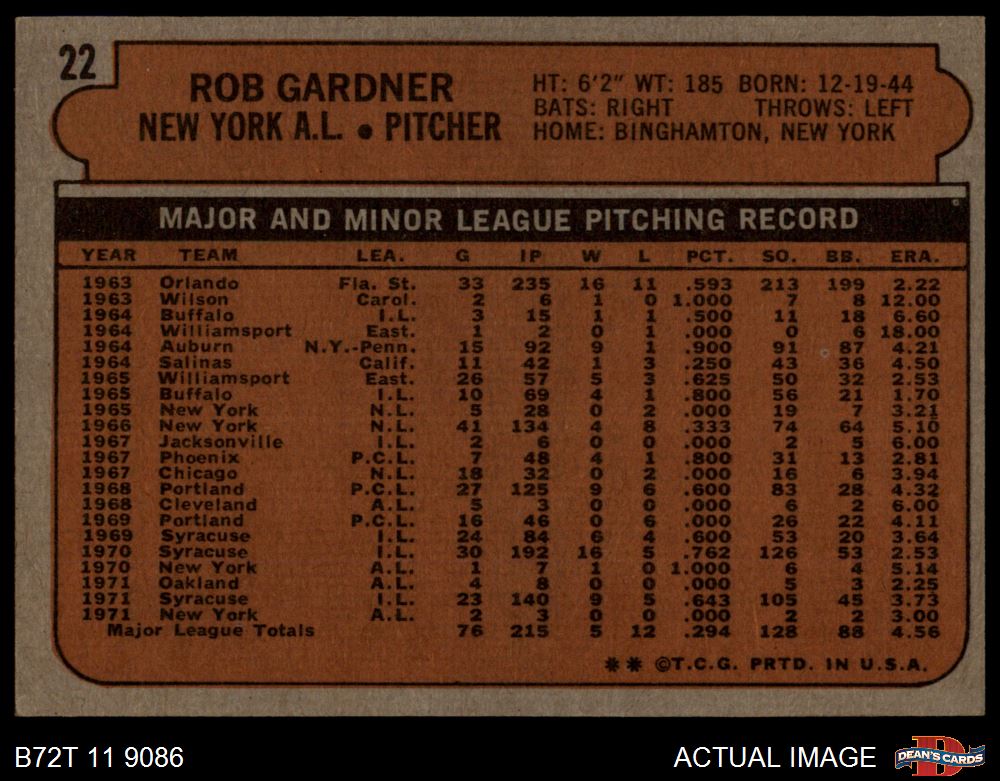 22
ROB GARDNER
NEW YORK A.L. • PITCHER
HT: 6'2" WT: 185 BORN: 12-19-44
BATS: RIGHT THROWS: LEFT
HOME: BINGHAMTON, NEW YORK
MAJOR AND MINOR LEAGUE PITCHING RECORD
YEAR TEAM LEA. G IP W L PCT. SO. BB. ERA.
1963 Orlando Fla. St. 33 235 16 11 .593 213 199 2.22
1963 Wilson Carol. 2 6 1 0 1.000 7 8 12.00
1964 Buffalo I.L. 3 15 1 1 .500 11 18 6.60
1964 Williamsport East. 1 2 0 1 .000 0 6 18.00
1964 Auburn N.Y.-Penn. 15 92 9 1 .900 91 87 4.21
1964 Salinas Calif. 11 42 1 3 .250 43 36 4.50
1965 Williamsport East. 26 57 5 3 .625 50 32 2.53
1965 Buffalo I.L. 10 69 4 1 .800 56 21 1.70
1965 New York N.L. 5 28 0 2 .000 19 7 3.21
1966 New York N.L. 41 134 4 8 .333 74 64 5.10
1967 Jacksonville I.L. 2 6 0 0 .000 2 5 6.00
1967 Phoenix P.C.L. 7 48 4 1 .800 31 13 2.81
1967 Chicago N.L. 18 32 0 2 .000 16 6 3.94
1968 Portland P.C.L. 27 125 9 6 .600 83 28 4.32
1968 Cleveland A.L. 5 3 0 0 .000 6 2 6.00
1969 Portland P.C.L. 16 46 0 6 .000 26 22 4.11
1969 Syracuse I.L. 24 84 6 4 .600 53 20 3.64
1970 Syracuse I.L. 30 192 16 5 .762 126 53 2.53
1970 New York A.L. 1 7 1 0 1.000 6 4 5.14
1971 Oakland A.L. 4 8 0 0 .000 5 3 2.25
1971 Syracuse I.L. 23 140 9 5 .643 105 45 3.73
1971 New York A.L. 2 3 0 0 .000 2 2 3.00
Major League Totals 76 215 5 12 .294 128 88 4.56
** ©T.C.G. PRTD. IN U.S.A.
B72T 11 9086
ACTUAL IMAGE
D
DEAN'S CARDS